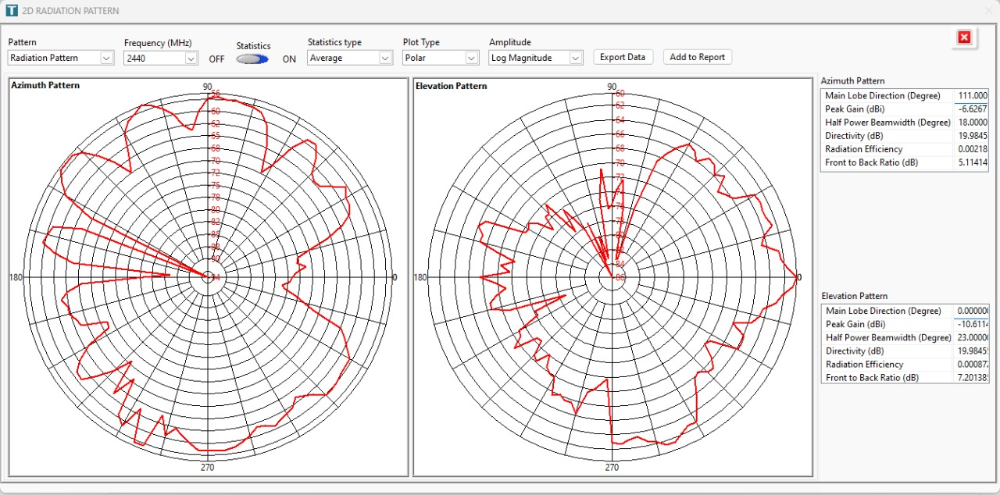 T 2D RADIATION PATTERN
Pattern Frequency (MHz) Statistics Statistics type Plot Type Amplitude
Radiation Pattern 2440 OFF ON Average Polar Log Magnitude Export Data Add to Report
Azimuth Pattern
90
56
60
62
65
68
70
72
75
78
80
82
85
88
90
94
180
0
270
Elevation Pattern
90
60
62
64
66
68
70
72
74
76
80
84
86
180
0
270
Azimuth Pattern
Main Lobe Direction (Degree) 111.000
Peak Gain (dBi) -6.6267
Half Power Beamwidth (Degree) 18.0000
Directivity (dB) 19.9845
Radiation Efficiency 0.00218
Front to Back Ratio (dB) 5.11414
Elevation Pattern
Main Lobe Direction (Degree) 0.00000
Peak Gain (dBi) -10.6114
Half Power Beamwidth (Degree) 23.0000
Directivity (dB) 19.9845
Radiation Efficiency 0.00087
Front to Back Ratio (dB) 7.20138